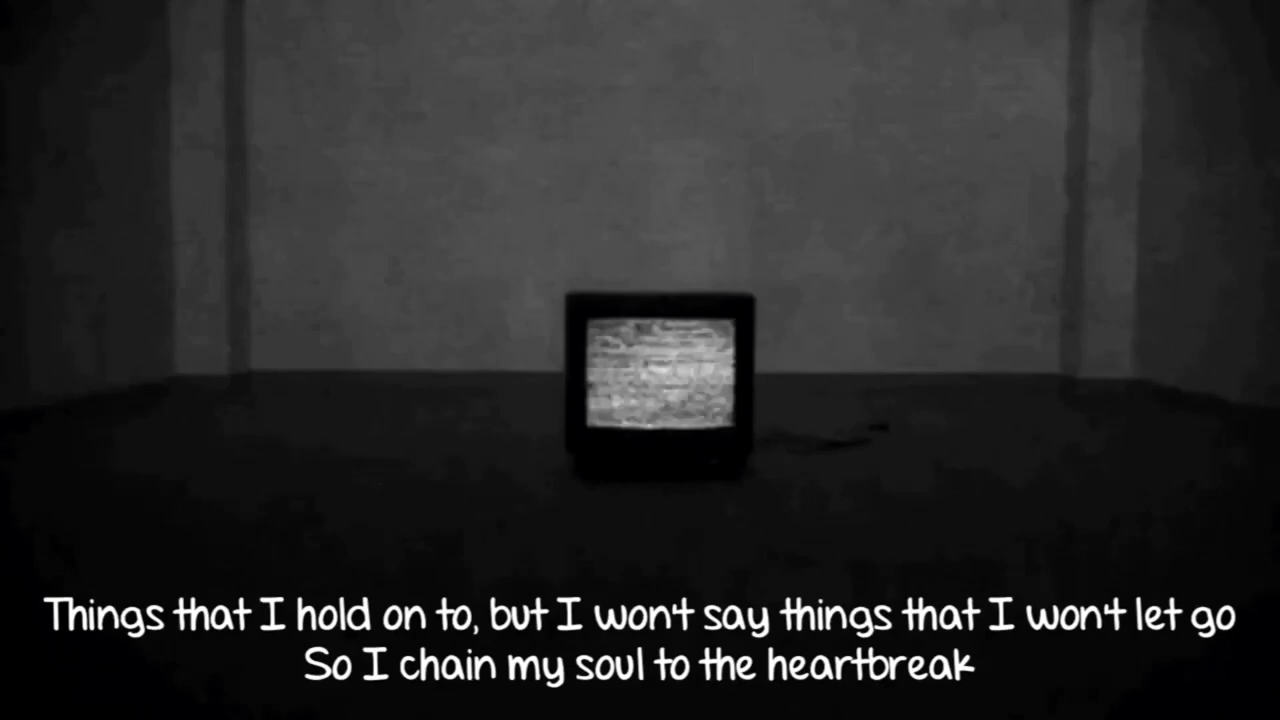 Things that I hold on to, but I won't say things that I won't let go
So I chain my soul to the heartbreak